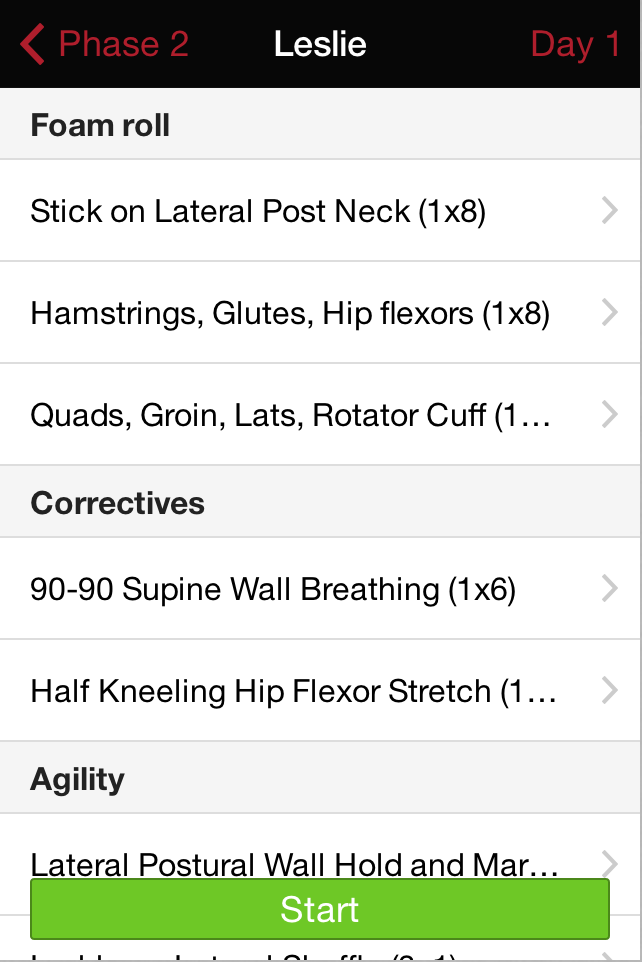 Phase 2 Leslie Day 1
Foam roll
Stick on Lateral Post Neck (1x8)
Hamstrings, Glutes, Hip flexors (1x8)
Quads, Groin, Lats, Rotator Cuff (1...
Correctives
90-90 Supine Wall Breathing (1x6)
Half Kneeling Hip Flexor Stretch (1...
Agility
Lateral Postural Wall Hold and Mar...
Start